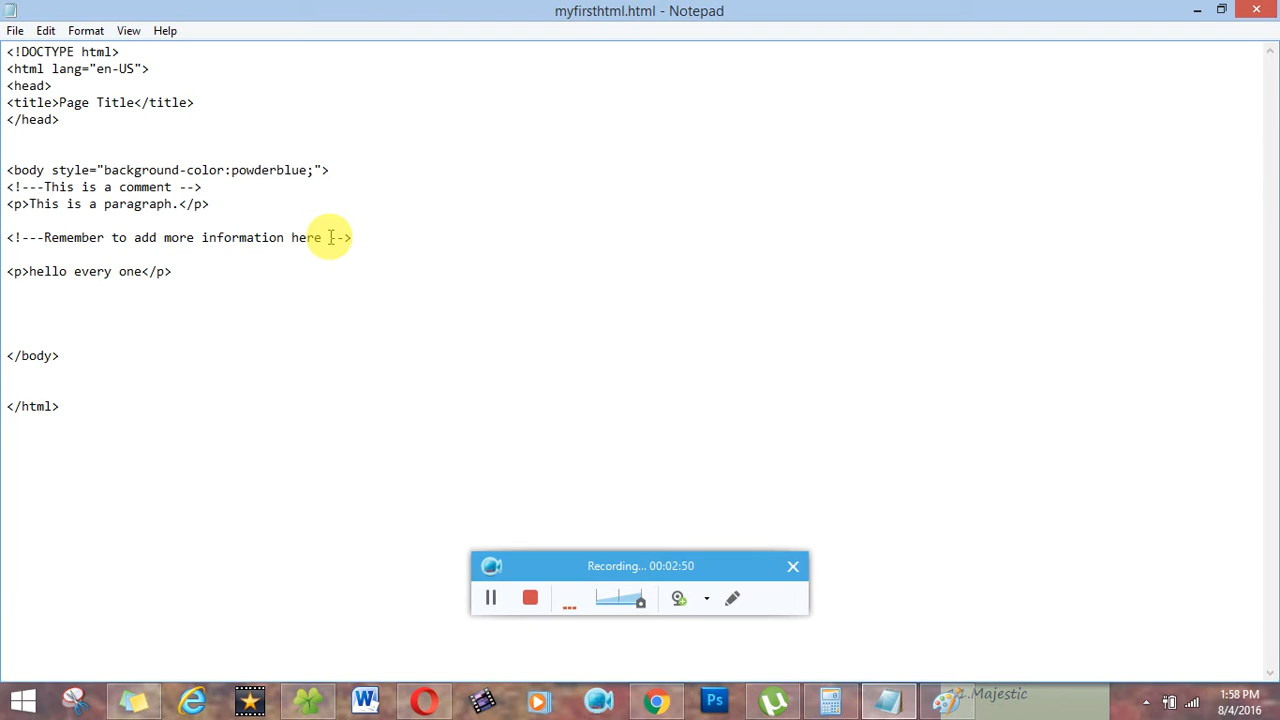 myfirsthtml.html - Notepad
File Edit Format View Help
<!DOCTYPE html>
<html lang="en-US">
<head>
<title>Page Title</title>
</head>
<body style="background-color:powderblue;">
<!---This is a comment -->
<p>This is a paragraph.</p>
<!---Remember to add more information here -->
<p>hello every one</p>
</body>
</html>
Recording... 00:02:50
Ps
Majestic
1:58 PM
8/4/2016